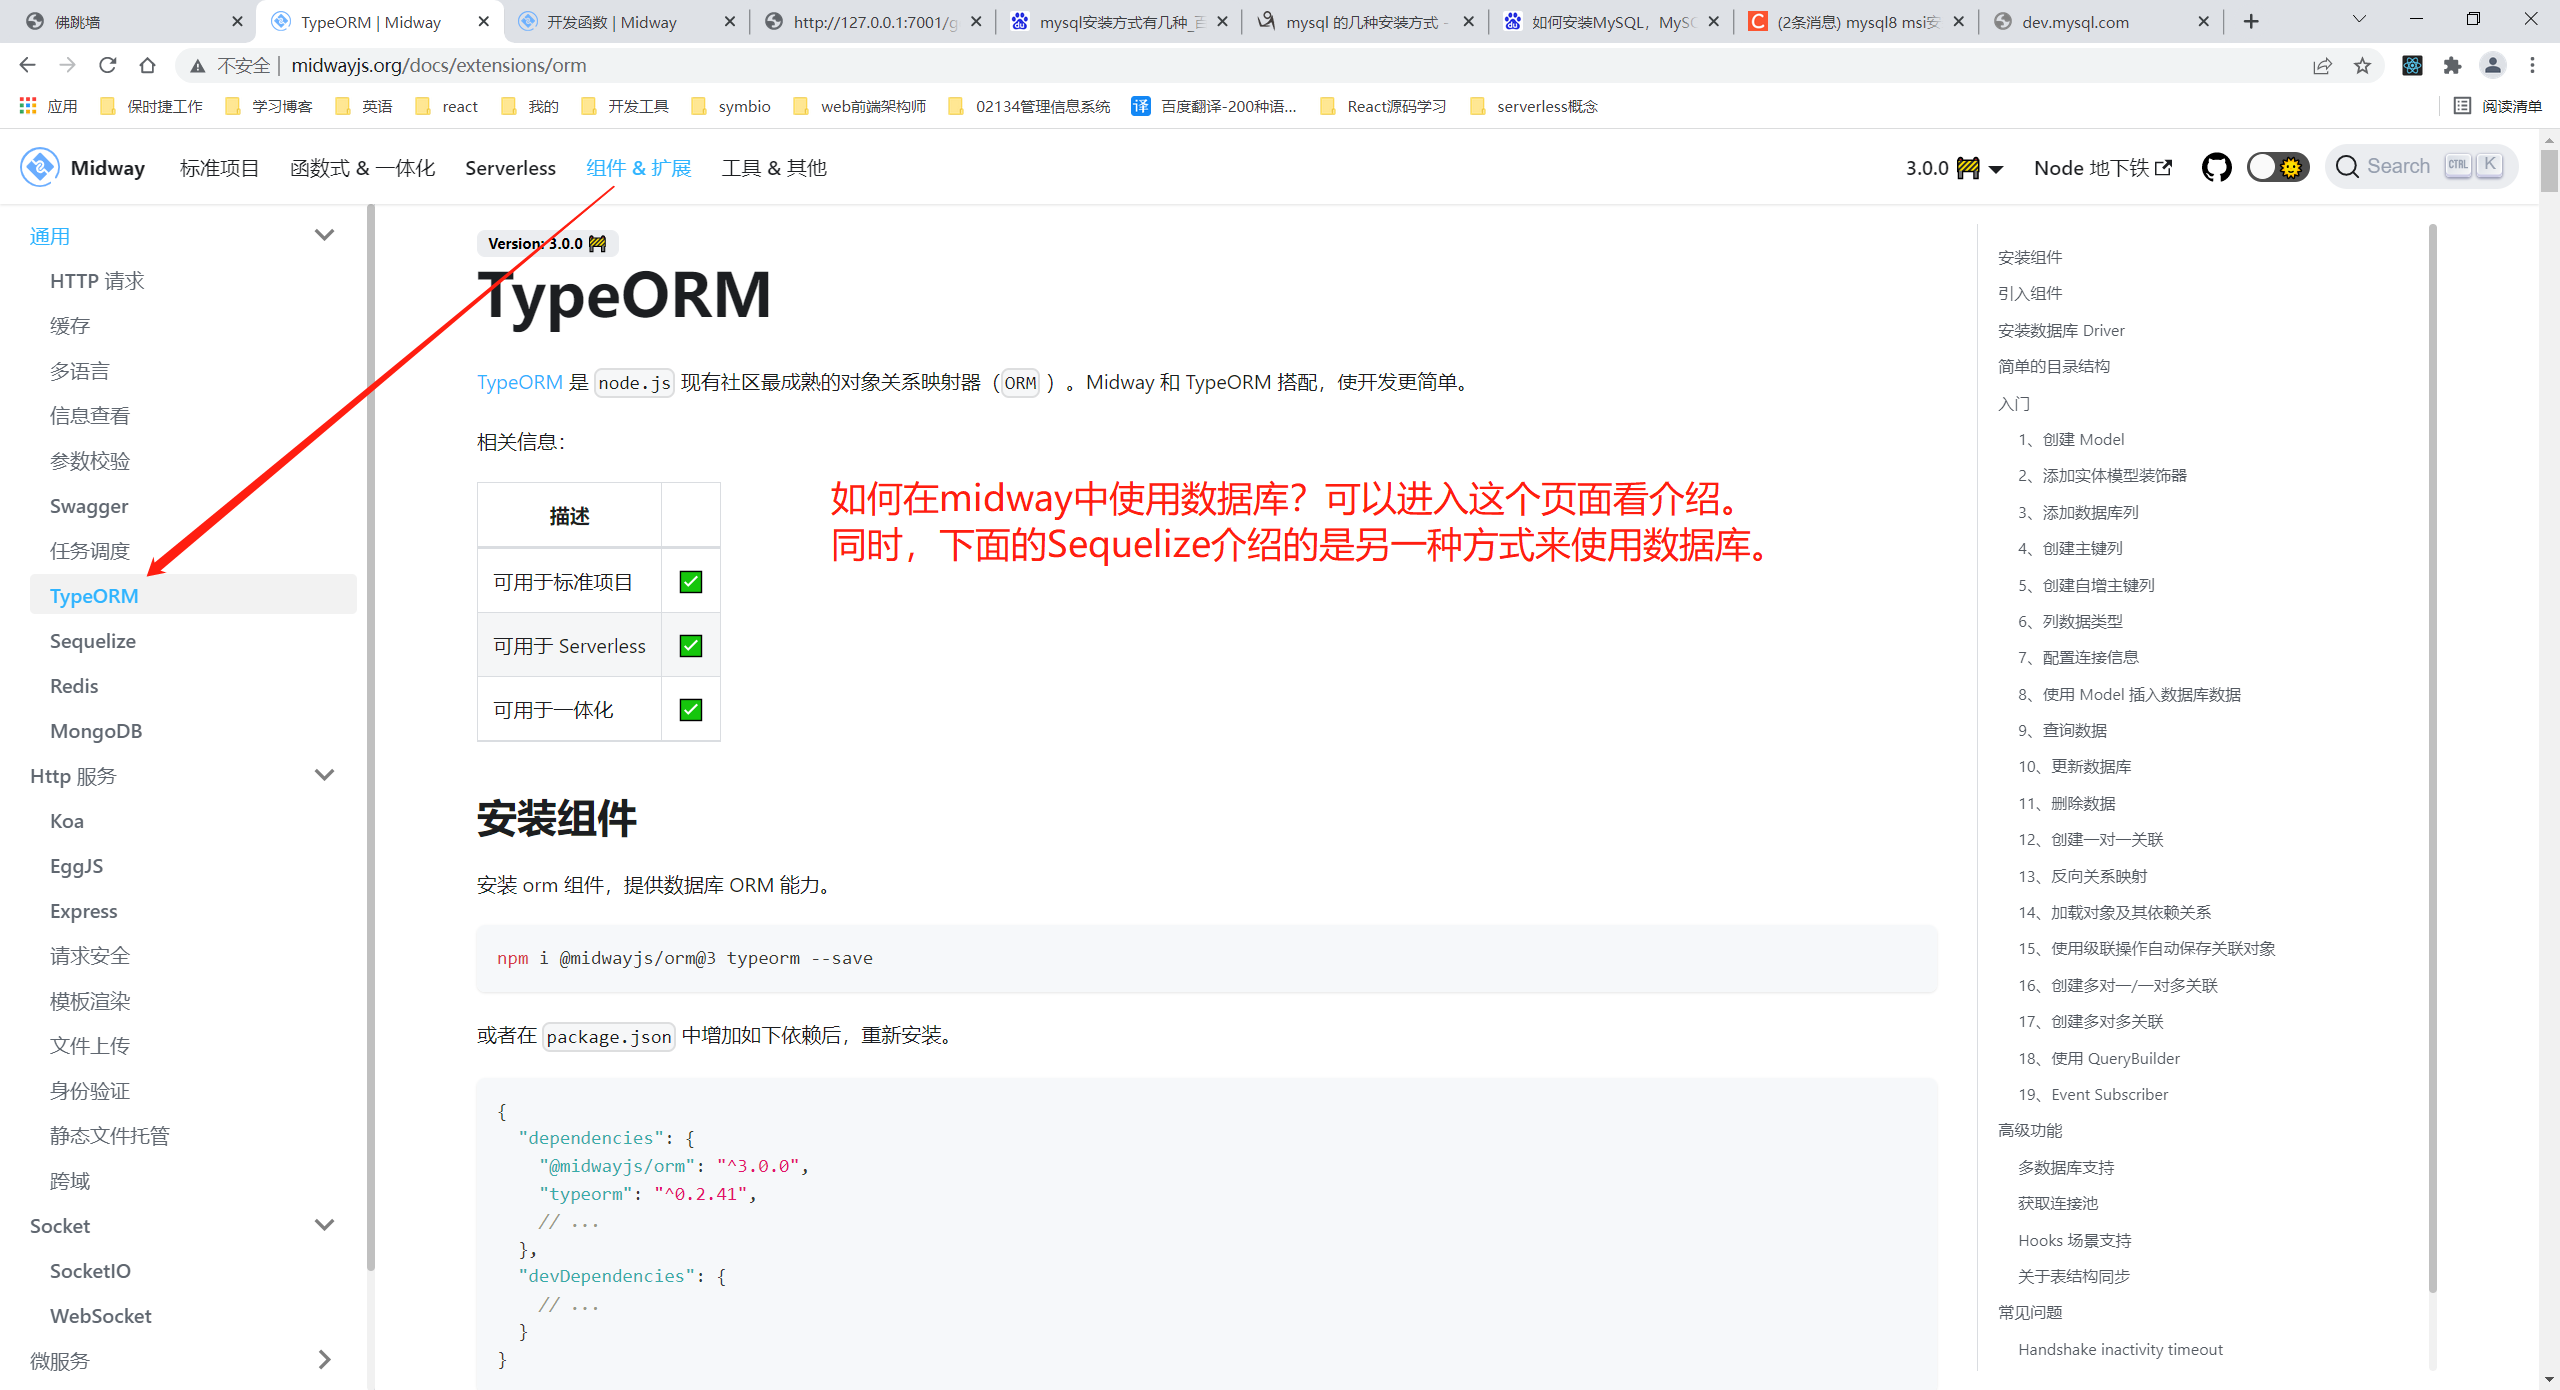 佛跳墙
TypeORM | Midway
开发函数 | Midway
http://127.0.0.1:7001/g
mysql安装方式有几种_百
mysql 的几种安装方式 -
如何安装MySQL，MySQ
(2条消息) mysql8 msi安
dev.mysql.com
不安全 | midwayjs.org/docs/extensions/orm
应用
保时捷工作
学习博客
英语
react
我的
开发工具
symbio
web前端架构师
02134管理信息系统
译 百度翻译-200种语...
React源码学习
serverless概念
阅读清单
Midway
标准项目
函数式 & 一体化
Serverless
组件 & 扩展
工具 & 其他
3.0.0 🚧
Node 地下铁
Search CTRL K
通用
HTTP 请求
缓存
多语言
信息查看
参数校验
Swagger
任务调度
TypeORM
Sequelize
Redis
MongoDB
Http 服务
Koa
EggJS
Express
请求安全
模板渲染
文件上传
身份验证
静态文件托管
跨域
Socket
SocketIO
WebSocket
微服务
Version: 3.0.0 🚧
TypeORM
TypeORM 是 node.js 现有社区最成熟的对象关系映射器（ORM ）。Midway 和 TypeORM 搭配，使开发更简单。
相关信息：
描述
可用于标准项目 ✅
可用于 Serverless ✅
可用于一体化 ✅
如何在midway中使用数据库？可以进入这个页面看介绍。
同时，下面的Sequelize介绍的是另一种方式来使用数据库。
安装组件
安装 orm 组件，提供数据库 ORM 能力。
npm i @midwayjs/orm@3 typeorm --save
或者在 package.json 中增加如下依赖后，重新安装。
{
"dependencies": {
"@midwayjs/orm": "^3.0.0",
"typeorm": "^0.2.41",
// ...
},
"devDependencies": {
// ...
}
}
安装组件
引入组件
安装数据库 Driver
简单的目录结构
入门
1、创建 Model
2、添加实体模型装饰器
3、添加数据库列
4、创建主键列
5、创建自增主键列
6、列数据类型
7、配置连接信息
8、使用 Model 插入数据库数据
9、查询数据
10、更新数据库
11、删除数据
12、创建一对一关联
13、反向关系映射
14、加载对象及其依赖关系
15、使用级联操作自动保存关联对象
16、创建多对一/一对多关联
17、创建多对多关联
18、使用 QueryBuilder
19、Event Subscriber
高级功能
多数据库支持
获取连接池
Hooks 场景支持
关于表结构同步
常见问题
Handshake inactivity timeout